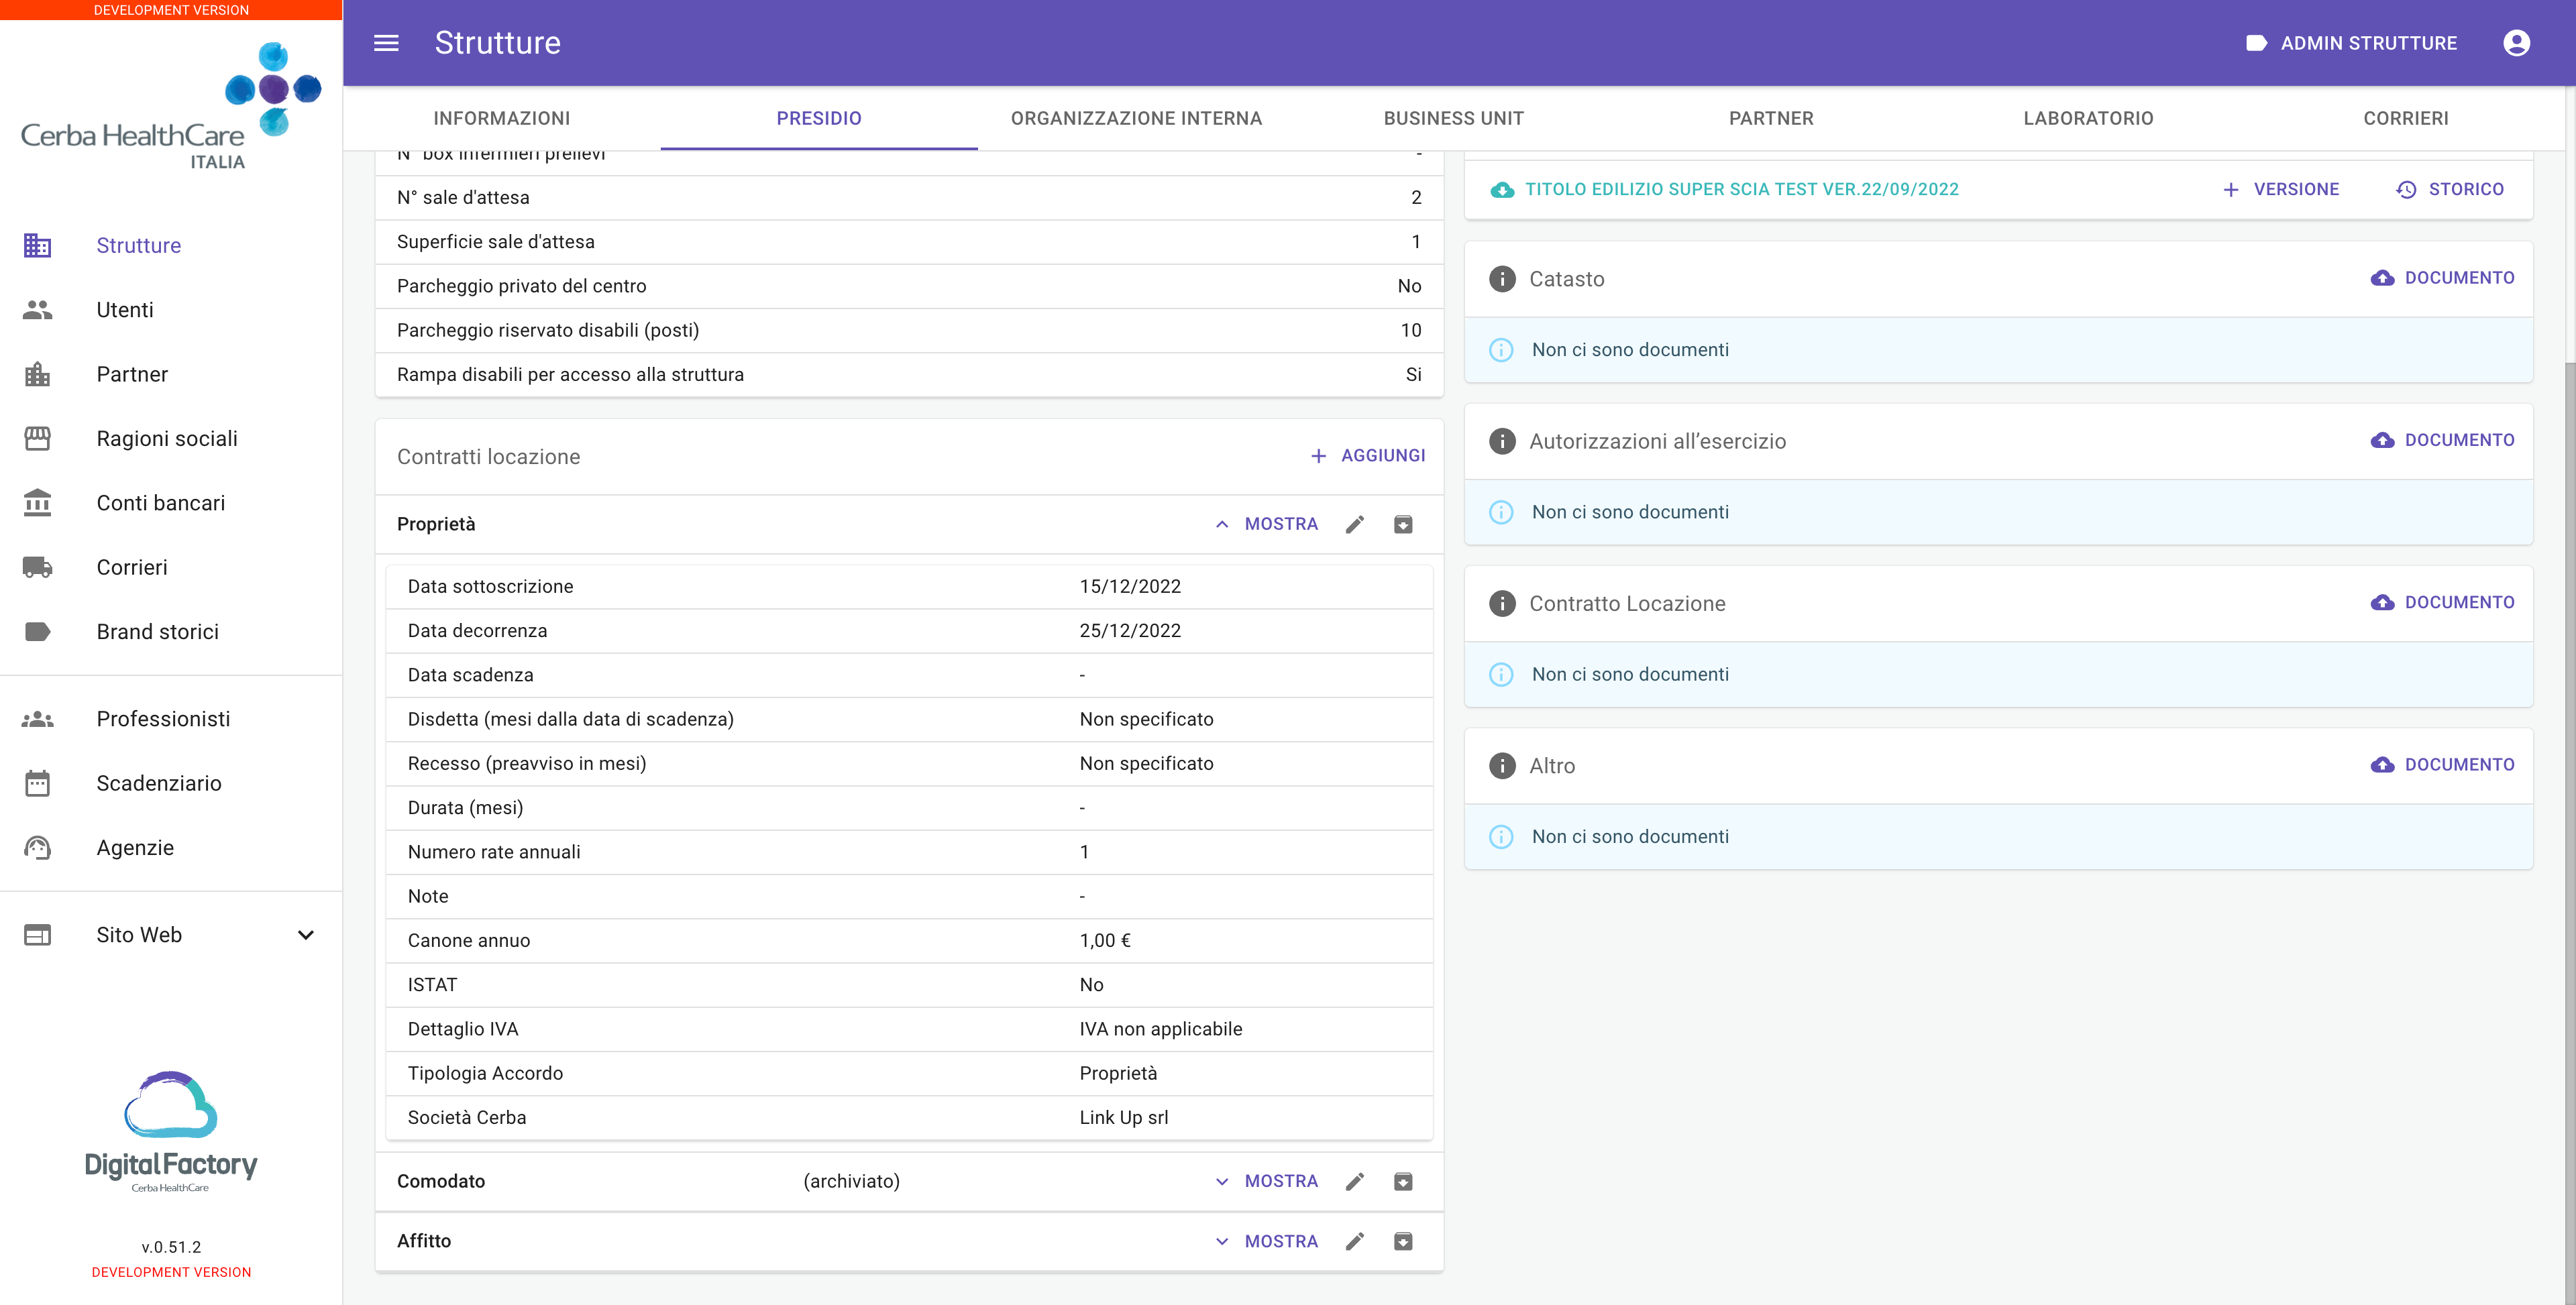 DEVELOPMENT VERSION
Cerba HealthCare
ITALIA
Strutture
Utenti
Partner
Ragioni sociali
Conti bancari
Corrieri
Brand storici
Professionisti
Scadenziario
Agenzie
Sito Web
DigitalFactory
Cerba HealthCare
v.0.51.2
DEVELOPMENT VERSION
Strutture
ADMIN STRUTTURE
INFORMAZIONI
PRESIDIO
ORGANIZZAZIONE INTERNA
BUSINESS UNIT
PARTNER
LABORATORIO
CORRIERI
N° box infermieri prelievi -
N° sale d'attesa 2
Superficie sale d'attesa 1
Parcheggio privato del centro No
Parcheggio riservato disabili (posti) 10
Rampa disabili per accesso alla struttura Si
Contratti locazione + AGGIUNGI
Proprietà MOSTRA
Data sottoscrizione 15/12/2022
Data decorrenza 25/12/2022
Data scadenza -
Disdetta (mesi dalla data di scadenza) Non specificato
Recesso (preavviso in mesi) Non specificato
Durata (mesi) -
Numero rate annuali 1
Note -
Canone annuo 1,00 €
ISTAT No
Dettaglio IVA IVA non applicabile
Tipologia Accordo Proprietà
Società Cerba Link Up srl
Comodato (archiviato) MOSTRA
Affitto MOSTRA
TITOLO EDILIZIO SUPER SCIA TEST VER.22/09/2022 + VERSIONE STORICO
Catasto DOCUMENTO
Non ci sono documenti
Autorizzazioni all’esercizio DOCUMENTO
Non ci sono documenti
Contratto Locazione DOCUMENTO
Non ci sono documenti
Altro DOCUMENTO
Non ci sono documenti